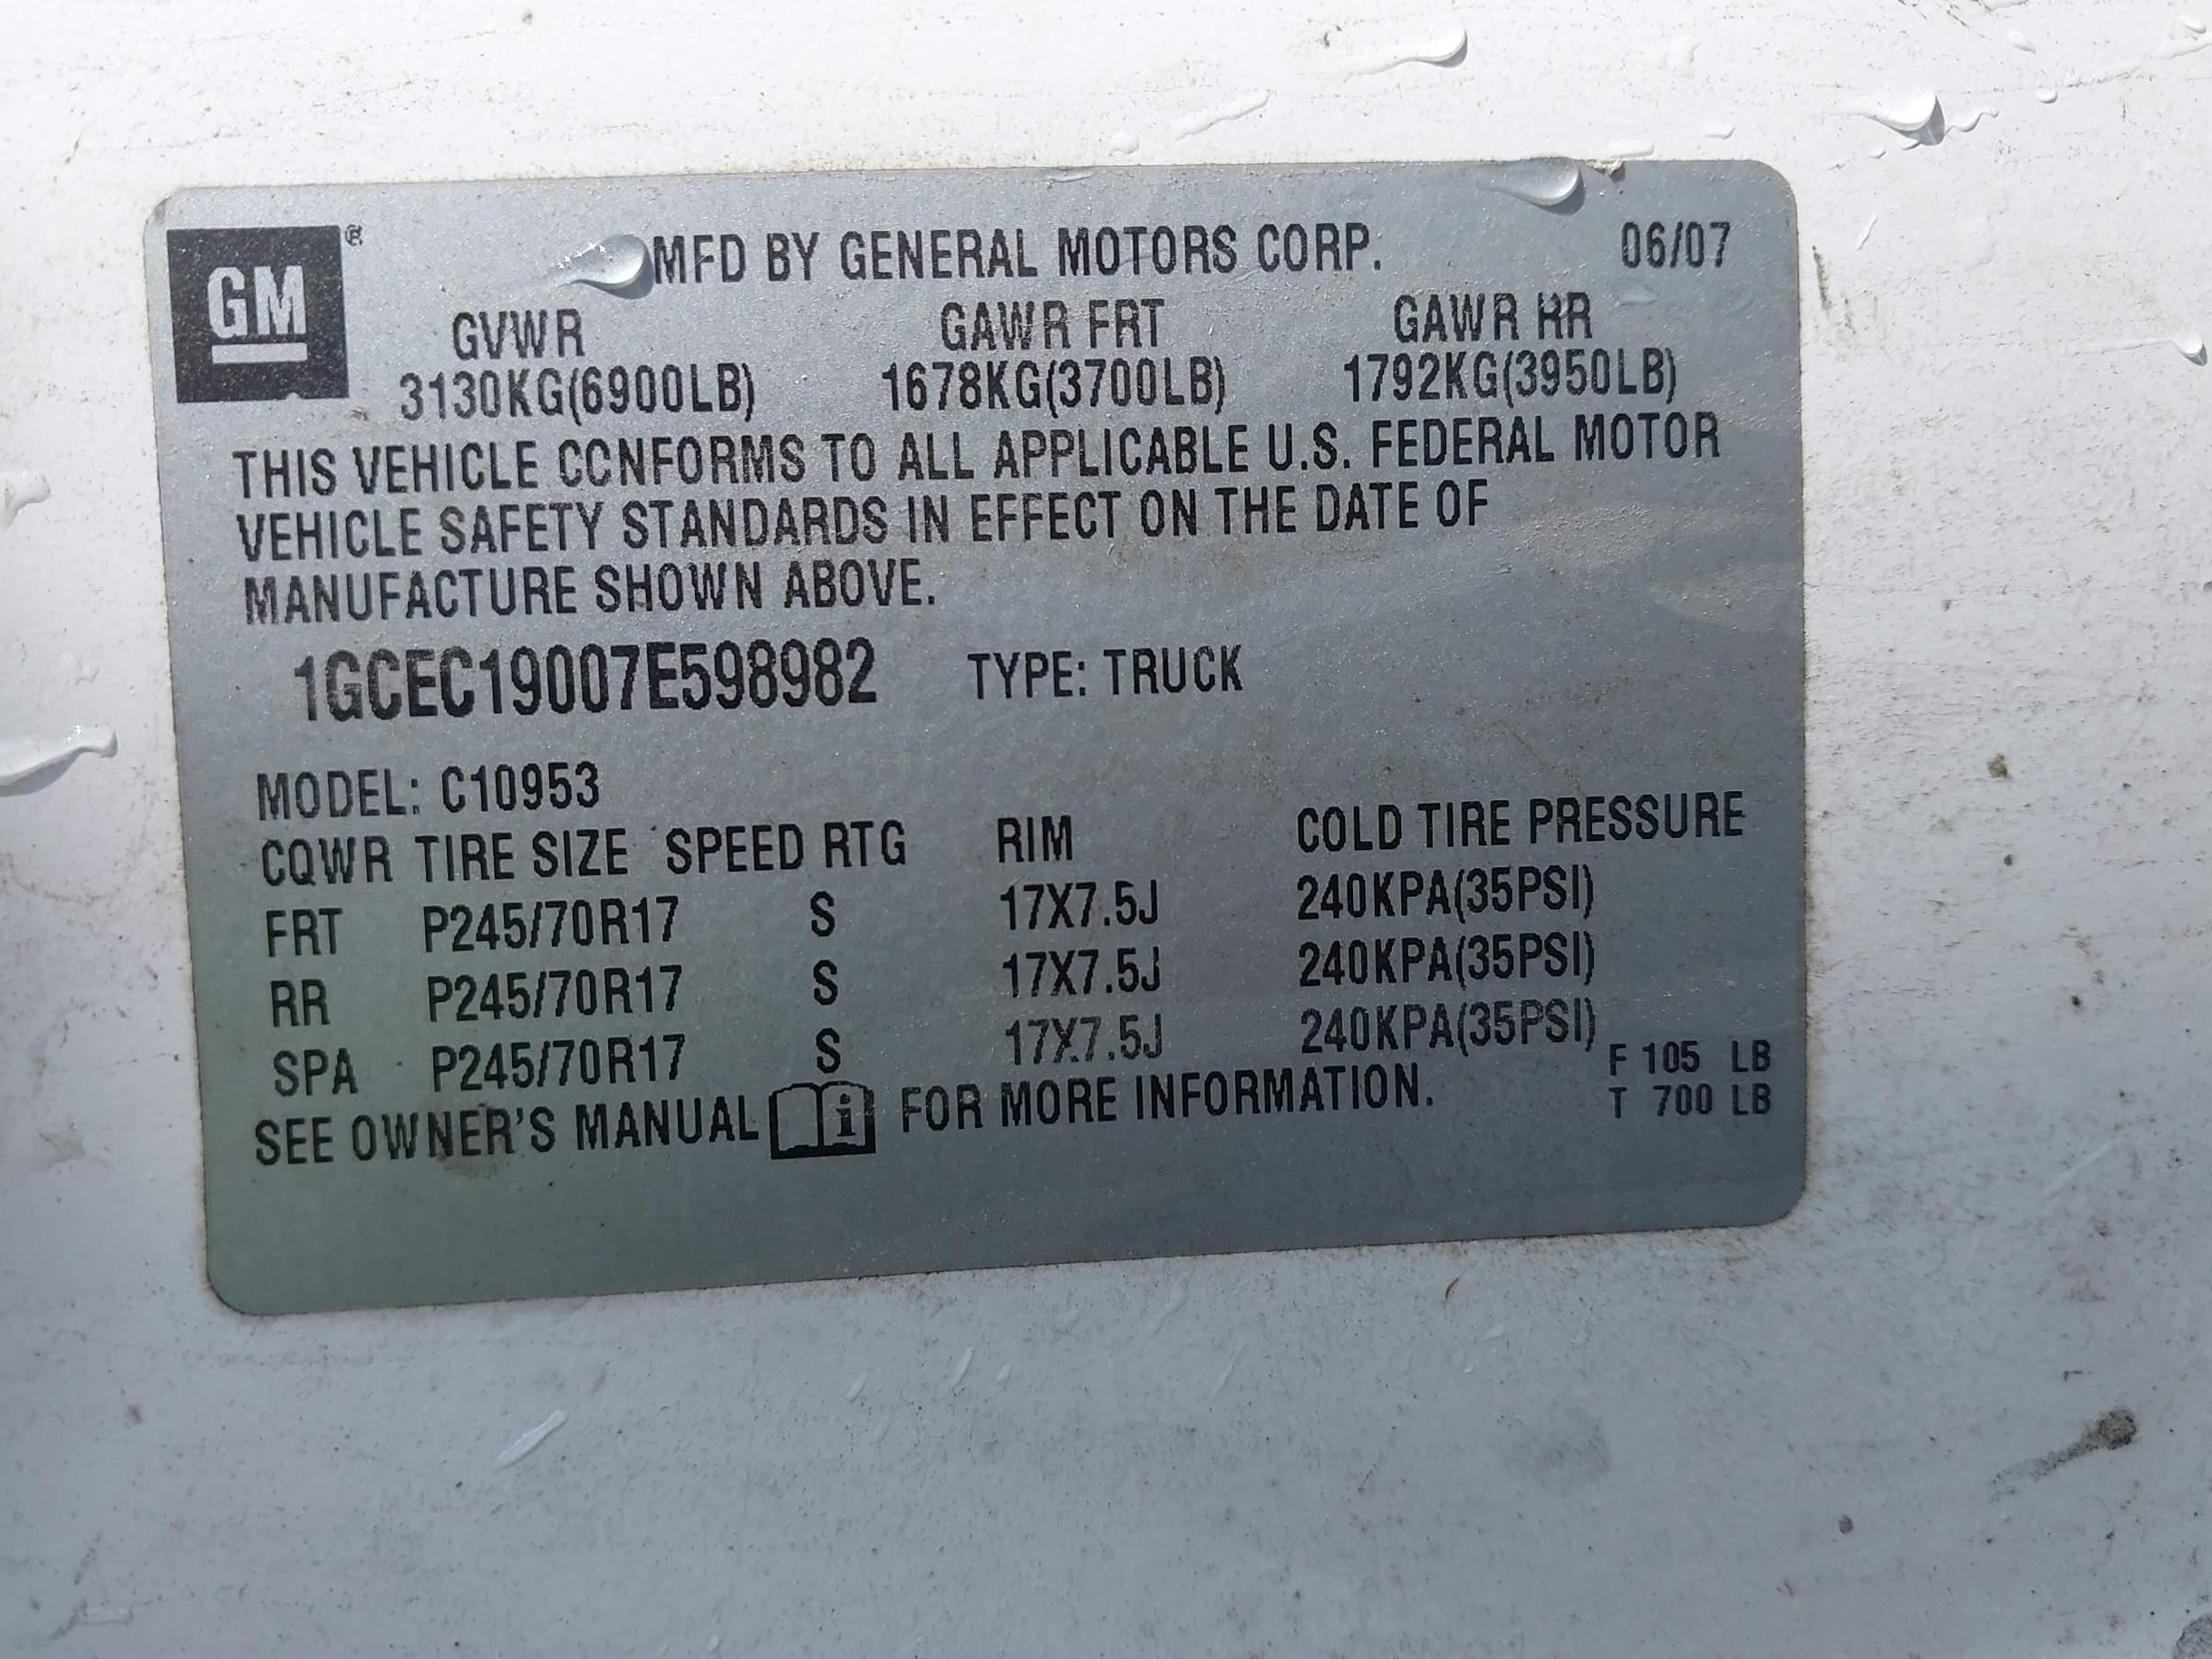 GM ® MFD BY GENERAL MOTORS CORP. 06/07
GVWR GAWR FRT GAWR RR
3130KG(6900LB) 1678KG(3700LB) 1792KG(3950LB)
THIS VEHICLE CONFORMS TO ALL APPLICABLE U.S. FEDERAL MOTOR
VEHICLE SAFETY STANDARDS IN EFFECT ON THE DATE OF
MANUFACTURE SHOWN ABOVE.
1GCEC19007E598982 TYPE: TRUCK
MODEL: C10953
CQWR TIRE SIZE SPEED RTG RIM COLD TIRE PRESSURE
FRT P245/70R17 S 17X7.5J 240KPA(35PSI)
RR P245/70R17 S 17X7.5J 240KPA(35PSI)
SPA P245/70R17 S 17X7.5J 240KPA(35PSI)
F 105 LB
SEE OWNER'S MANUAL i FOR MORE INFORMATION. T 700 LB